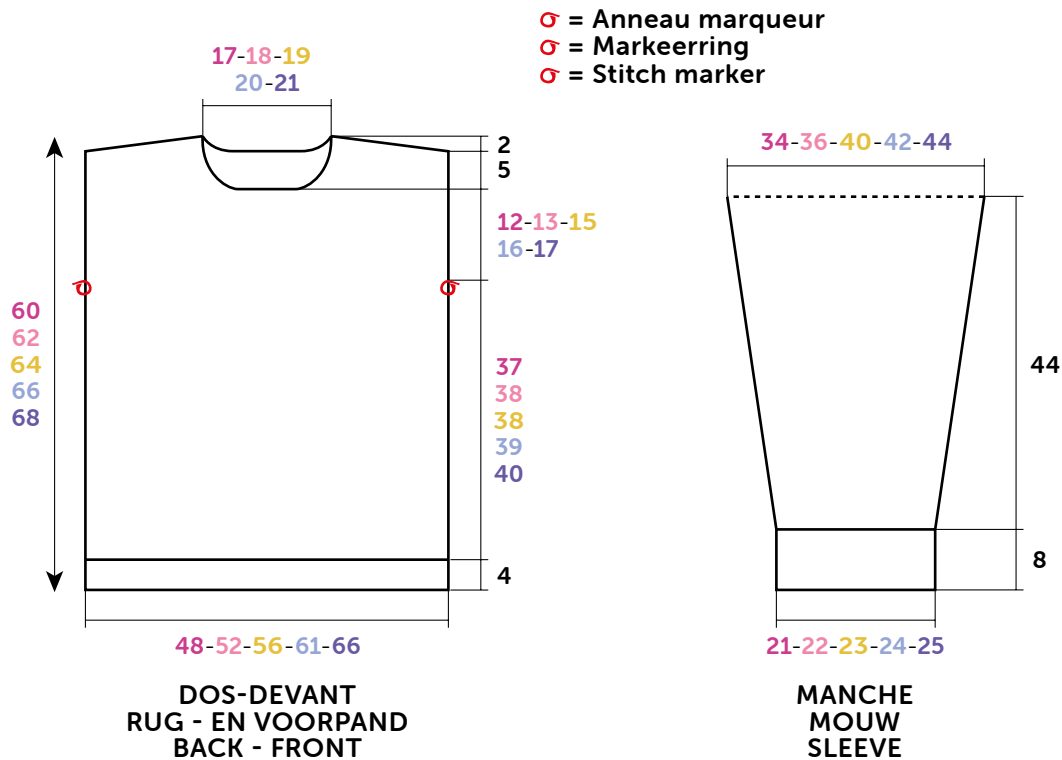 = Anneau marqueur
= Markeerring
= Stitch marker
17-18-19
20-21
2
5
12-13-15
16-17
60
62
64
66
68
37
38
38
39
40
4
48-52-56-61-66
DOS-DEVANT
RUG - EN VOORPAND
BACK - FRONT
34-36-40-42-44
44
8
21-22-23-24-25
MANCHE
MOUW
SLEEVE